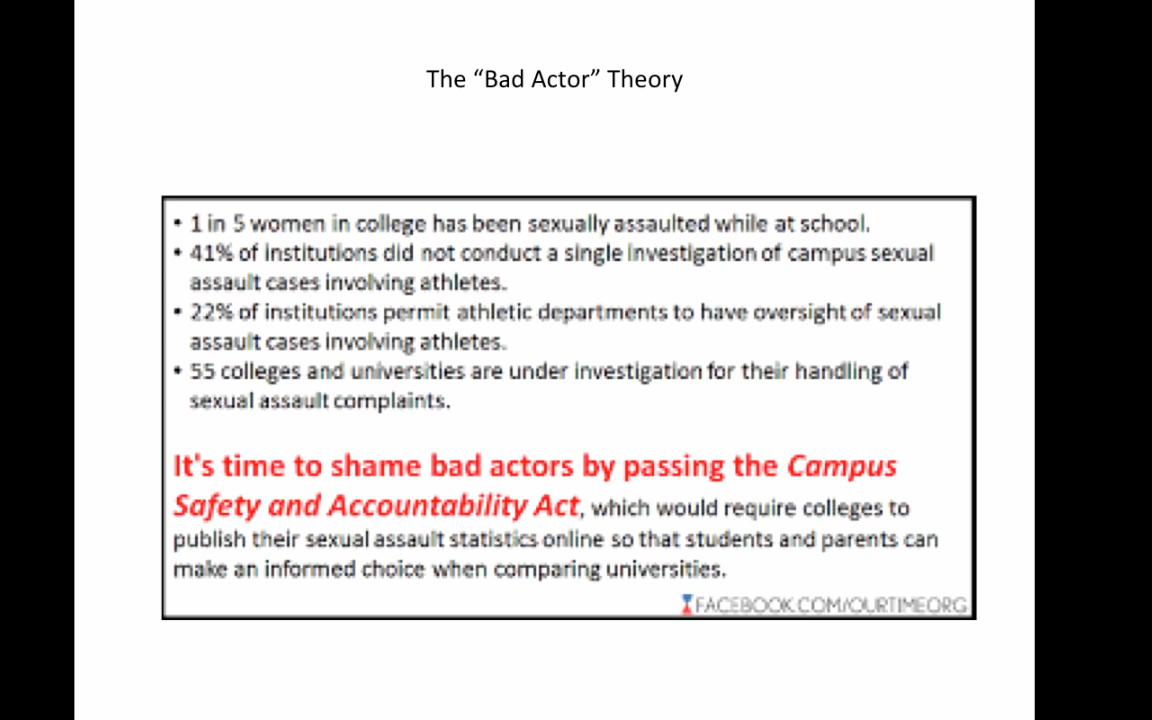 The “Bad Actor” Theory
• 1 in 5 women in college has been sexually assaulted while at school.
• 41% of institutions did not conduct a single investigation of campus sexual
assault cases involving athletes.
• 22% of institutions permit athletic departments to have oversight of sexual
assault cases involving athletes.
• 55 colleges and universities are under investigation for their handling of
sexual assault complaints.
It's time to shame bad actors by passing the Campus
Safety and Accountability Act, which would require colleges to
publish their sexual assault statistics online so that students and parents can
make an informed choice when comparing universities.
FACEBOOK.COM/OURTIMEORG